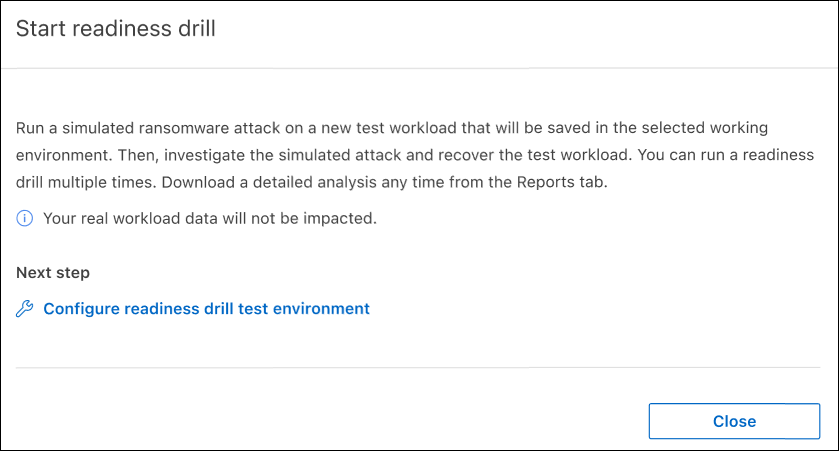 Start readiness drill
Run a simulated ransomware attack on a new test workload that will be saved in the selected working
environment. Then, investigate the simulated attack and recover the test workload. You can run a readiness
drill multiple times. Download a detailed analysis any time from the Reports tab.
Your real workload data will not be impacted.
Next step
Configure readiness drill test environment
Close